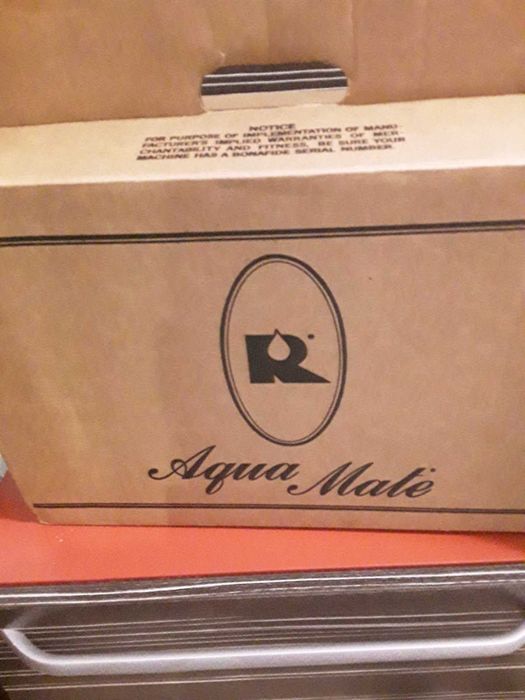 NOTICE
FOR PURPOSE OF IMPLEMENTATION OF MANU-
FACTURER'S IMPLIED WARRANTIES OF MER-
CHANTABILITY AND FITNESS, BE SURE YOUR
MACHINE HAS A BONAFIDE SERIAL NUMBER.
R
Aqua Matë